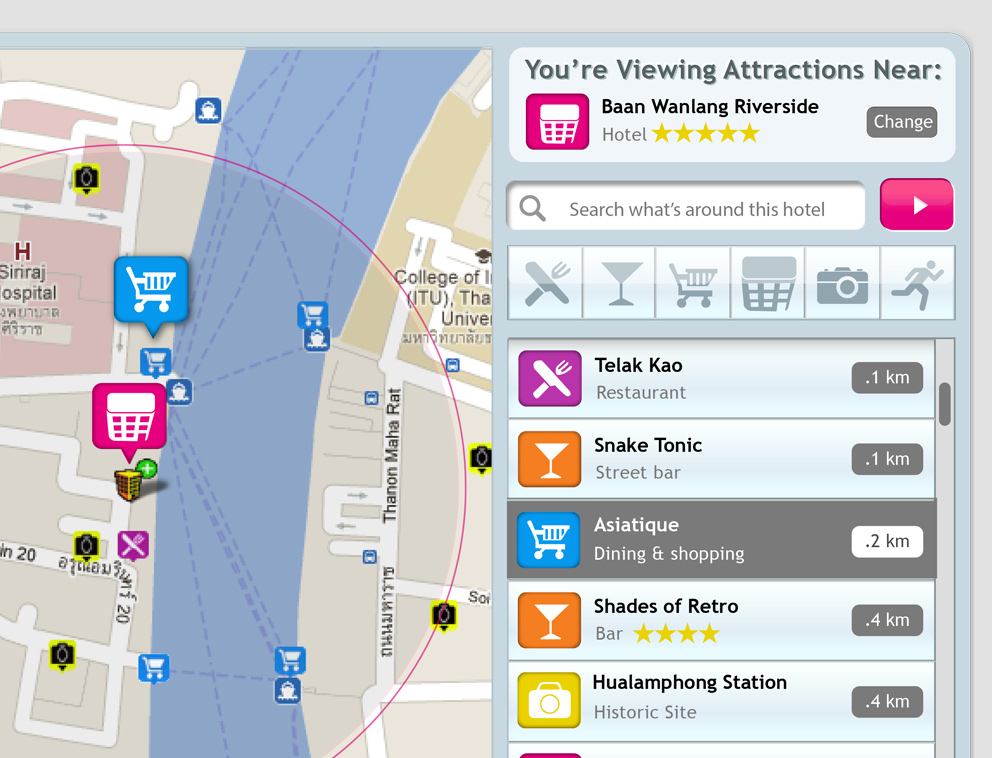 You're Viewing Attractions Near:
Baan Wanlang Riverside
Hotel
Change
Search what's around this hotel
Telak Kao
Restaurant
.1 km
Snake Tonic
Street bar
.1 km
Asiatique
Dining & shopping
.2 km
Shades of Retro
Bar
.4 km
Hualamphong Station
Historic Site
.4 km
H
Siriraj
Hospital
ศิริราช
College of I
(ITU), Tha
Univer
มหาวิทยาลัย
Thanon Maha Rat
ถนนมหาราช
Soi
in 20
อรุณอมรินทร์ 20